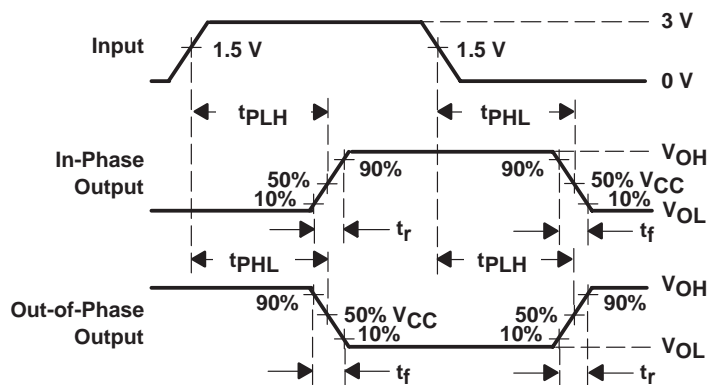 3 V
Input
1.5 V
1.5 V
0 V
tPLH
tPHL
In-Phase
Output
VOH
90%
90%
50%
50% VCC
10%
10%
VOL
tr
tf
tPHL
tPLH
Out-of-Phase
Output
VOH
90%
90%
50% VCC
50%
10%
10%
VOL
tf
tr